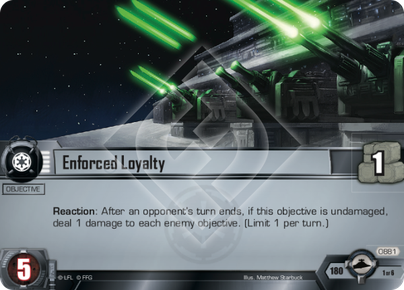 Enforced Loyalty
1
OBJECTIVE
Reaction: After an opponent's turn ends, if this objective is undamaged,
deal 1 damage to each enemy objective. (Limit 1 per turn.)
0881
5
© LFL © FFG
Illus. Matthew Starbuck
180
1 of 6